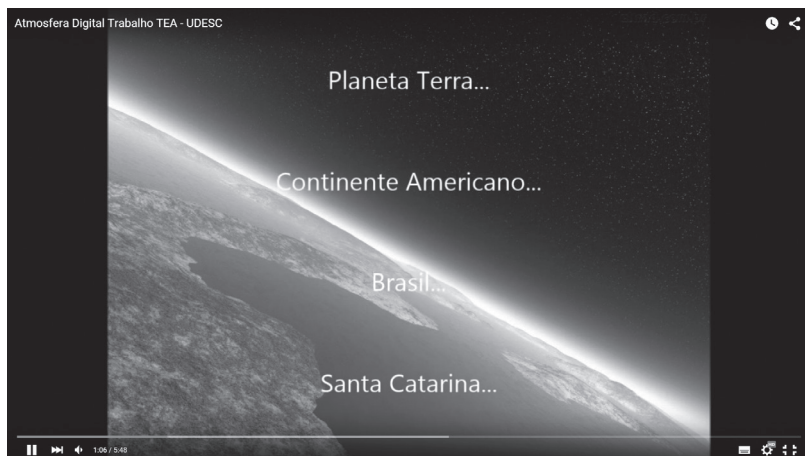 Atmosfera Digital Trabalho TEA - UDESC
Planeta Terra...
Continente Americano...
Brasil...
Santa Catarina...
1:06 / 5:48